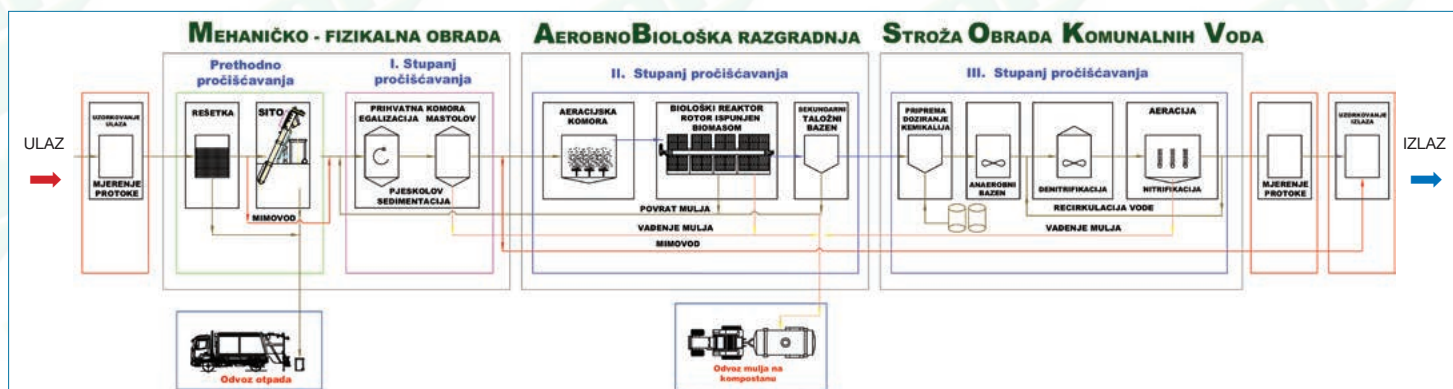 MEHANIČKO - FIZIKALNA OBRADA
AEROBNOBIOLOŠKA RAZGRADNJA
STROŽA OBRADA KOMUNALNIH VODA
Prethodno
pročišćavanja
I. Stupanj
pročišćavanja
II. Stupanj pročišćavanja
III. Stupanj pročišćavanja
ULAZ
UZORKOVANJE
ULAZA
MJERENJE
PROTOKE
REŠETKA
SITO
MIMOVOD
PRIHVATNA KOMORA
EGALIZACIJA
MASTOLOV
PJESKOLOV
SEDIMENTACIJA
AERACIJSKA
KOMORA
BIOLOŠKI REAKTOR
ROTOR ISPUNJEN
BIOMASOM
SEKUNDARNI
TALOŽNI
BAZEN
POVRAT MULJA
VAĐENJE MULJA
MIMOVOD
PRIPREMA
DOZIRANJE
KEMIKALIJA
ANAEROBNI
BAZEN
DENITRIFIKACIJA
AERACIJA
NITRIFIKACIJA
RECIRKULACIJA VODE
VAĐENJE MULJA
MJERENJE
PROTOKE
UZORKOVANJE
IZLAZA
IZLAZ
Odvoz otpada
Odvoz mulja na
kompostanu